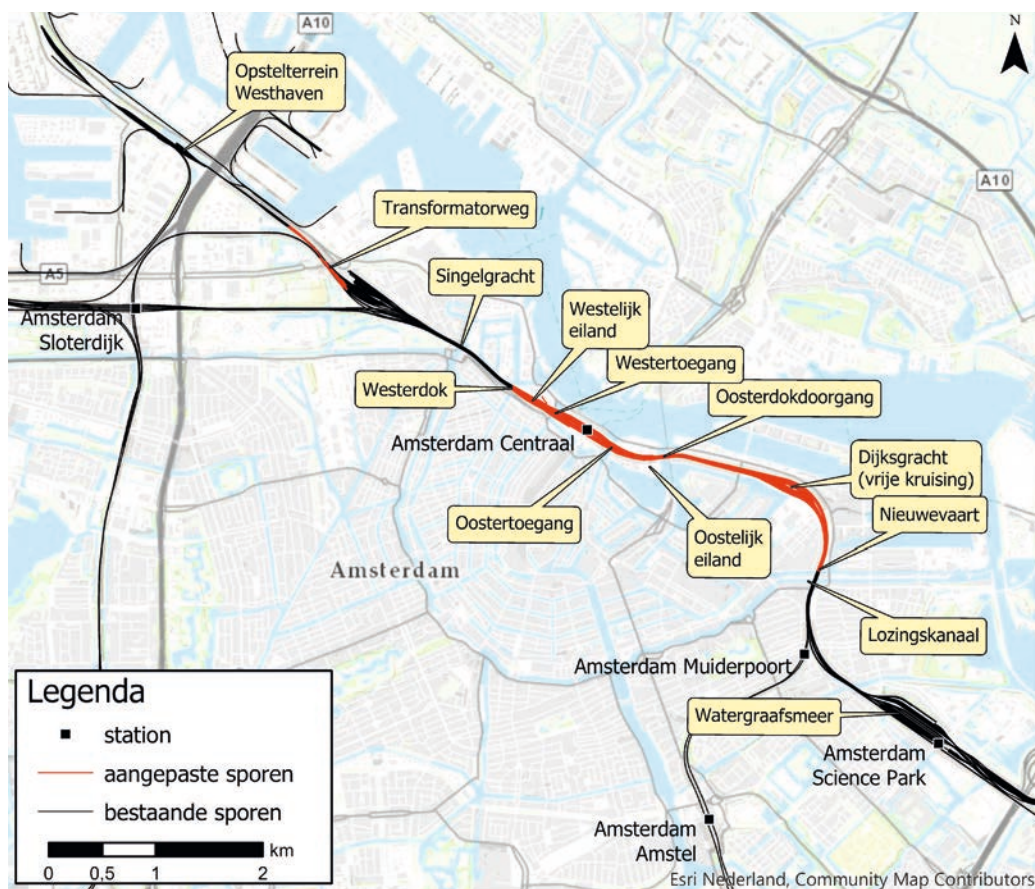 A10
N
Opstelterrein
Westhaven
A10
Transformatorweg
A5
Singelgracht
Amsterdam
Sloterdijk
Westelijk
eiland
Westertoegang
Westerdok
Oosterdokdoorgang
Amsterdam Centraal
Dijksgracht
(vrije kruising)
Oostertoegang
Nieuwevaart
Oostelijk
eiland
Amsterdam
Lozingskanaal
Amsterdam Muiderpoort
Watergraafsmeer
Amsterdam
Science Park
Amsterdam
Amstel
Legenda
station
aangepaste sporen
bestaande sporen
km
0 0,5 1 2
Esri Nederland, Community Map Contributors